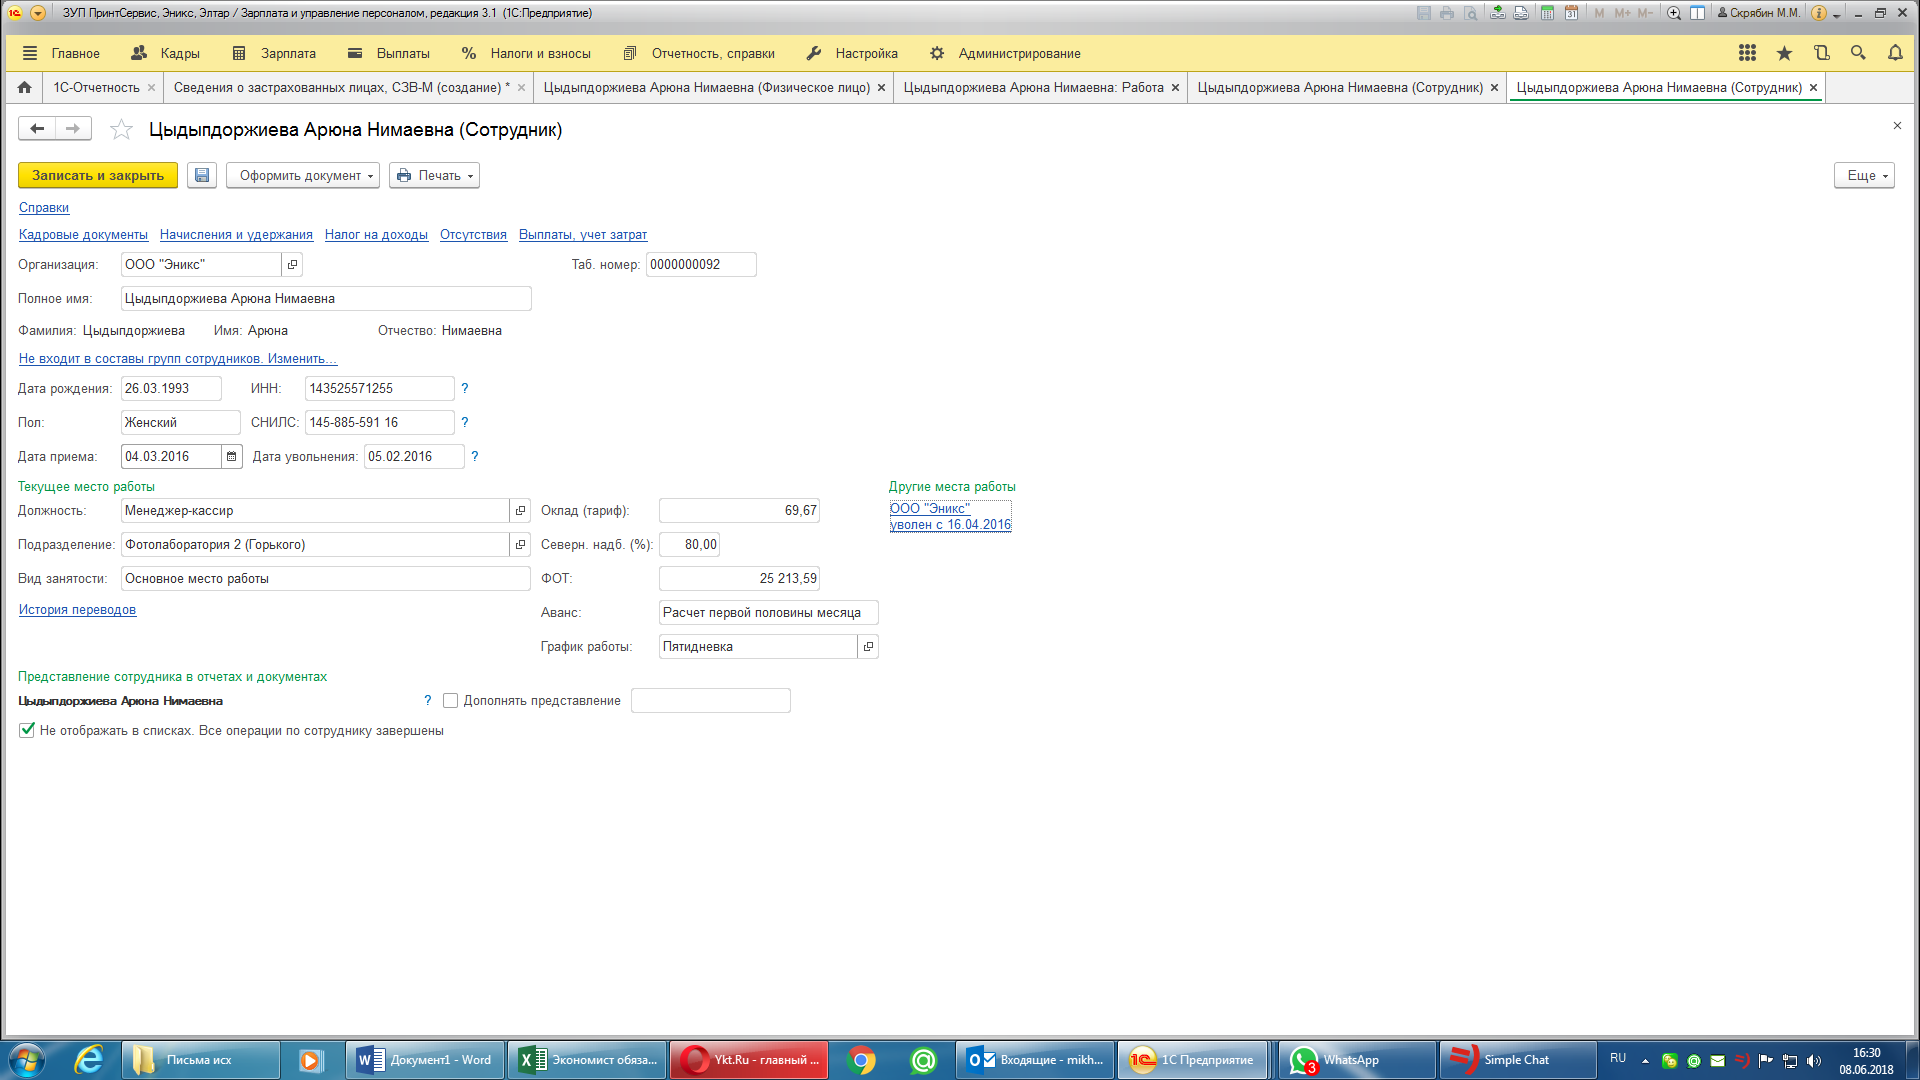 ЗУП ПринтСервис, Эникс, Элтар / Зарплата и управление персоналом, редакция 3.1 (1С:Предприятие)
M M+ M- Скрябин М.М.
Главное Кадры Зарплата Выплаты % Налоги и взносы Отчетность, справки Настройка Администрирование
1С-Отчетность × Сведения о застрахованных лицах, СЗВ-М (создание) * × Цыдыпдоржиева Арюна Нимаевна (Физическое лицо) × Цыдыпдоржиева Арюна Нимаевна: Работа × Цыдыпдоржиева Арюна Нимаевна (Сотрудник) × Цыдыпдоржиева Арюна Нимаевна (Сотрудник) ×
Цыдыпдоржиева Арюна Нимаевна (Сотрудник)
Записать и закрыть Оформить документ Печать Еще
Справки
Кадровые документы Начисления и удержания Налог на доходы Отсутствия Выплаты, учет затрат
Организация: ООО "Эникс" Таб. номер: 0000000092
Полное имя: Цыдыпдоржиева Арюна Нимаевна
Фамилия: Цыдыпдоржиева Имя: Арюна Отчество: Нимаевна
Не входит в составы групп сотрудников. Изменить...
Дата рождения: 26.03.1993 ИНН: 143525571255 ?
Пол: Женский СНИЛС: 145-885-591 16 ?
Дата приема: 04.03.2016 Дата увольнения: 05.02.2016 ?
Текущее место работы Другие места работы
Должность: Менеджер-кассир Оклад (тариф): 69,67 ООО "Эникс"
уволен с 16.04.2016
Подразделение: Фотолаборатория 2 (Горького) Северн. надб. (%): 80,00
Вид занятости: Основное место работы ФОТ: 25 213,59
История переводов Аванс: Расчет первой половины месяца
График работы: Пятидневка
Представление сотрудника в отчетах и документах
Цыдыпдоржиева Арюна Нимаевна ? Дополнять представление
Не отображать в списках. Все операции по сотруднику завершены
Письма исх Документ1 - Word Экономист обяза... Ykt.Ru - главный ... Входящие - mikh... 1С Предприятие 3 WhatsApp Simple Chat RU 16:30
08.06.2018